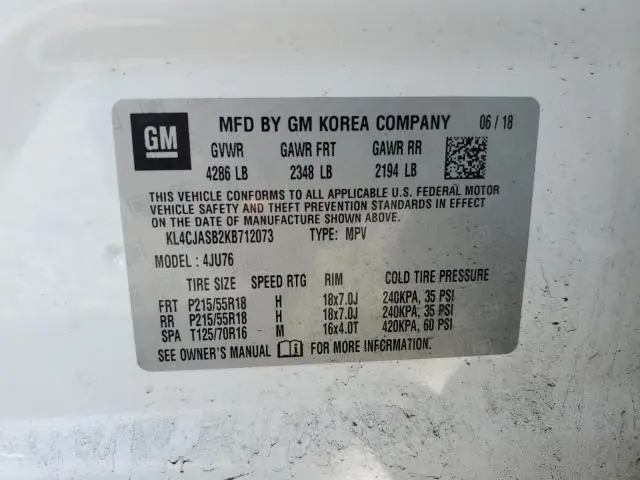 GM MFD BY GM KOREA COMPANY 06 / 18
GVWR GAWR FRT GAWR RR
4286 LB 2348 LB 2194 LB
THIS VEHICLE CONFORMS TO ALL APPLICABLE U.S. FEDERAL MOTOR
VEHICLE SAFETY AND THEFT PREVENTION STANDARDS IN EFFECT
ON THE DATE OF MANUFACTURE SHOWN ABOVE.
KL4CJASB2KB712073 TYPE: MPV
MODEL: 4JU76
TIRE SIZE SPEED RTG RIM COLD TIRE PRESSURE
FRT P215/55R18 H 18x7.0J 240KPA, 35 PSI
RR P215/55R18 H 18x7.0J 240KPA, 35 PSI
SPA T125/70R16 M 16x4.0T 420KPA, 60 PSI
SEE OWNER'S MANUAL FOR MORE INFORMATION.